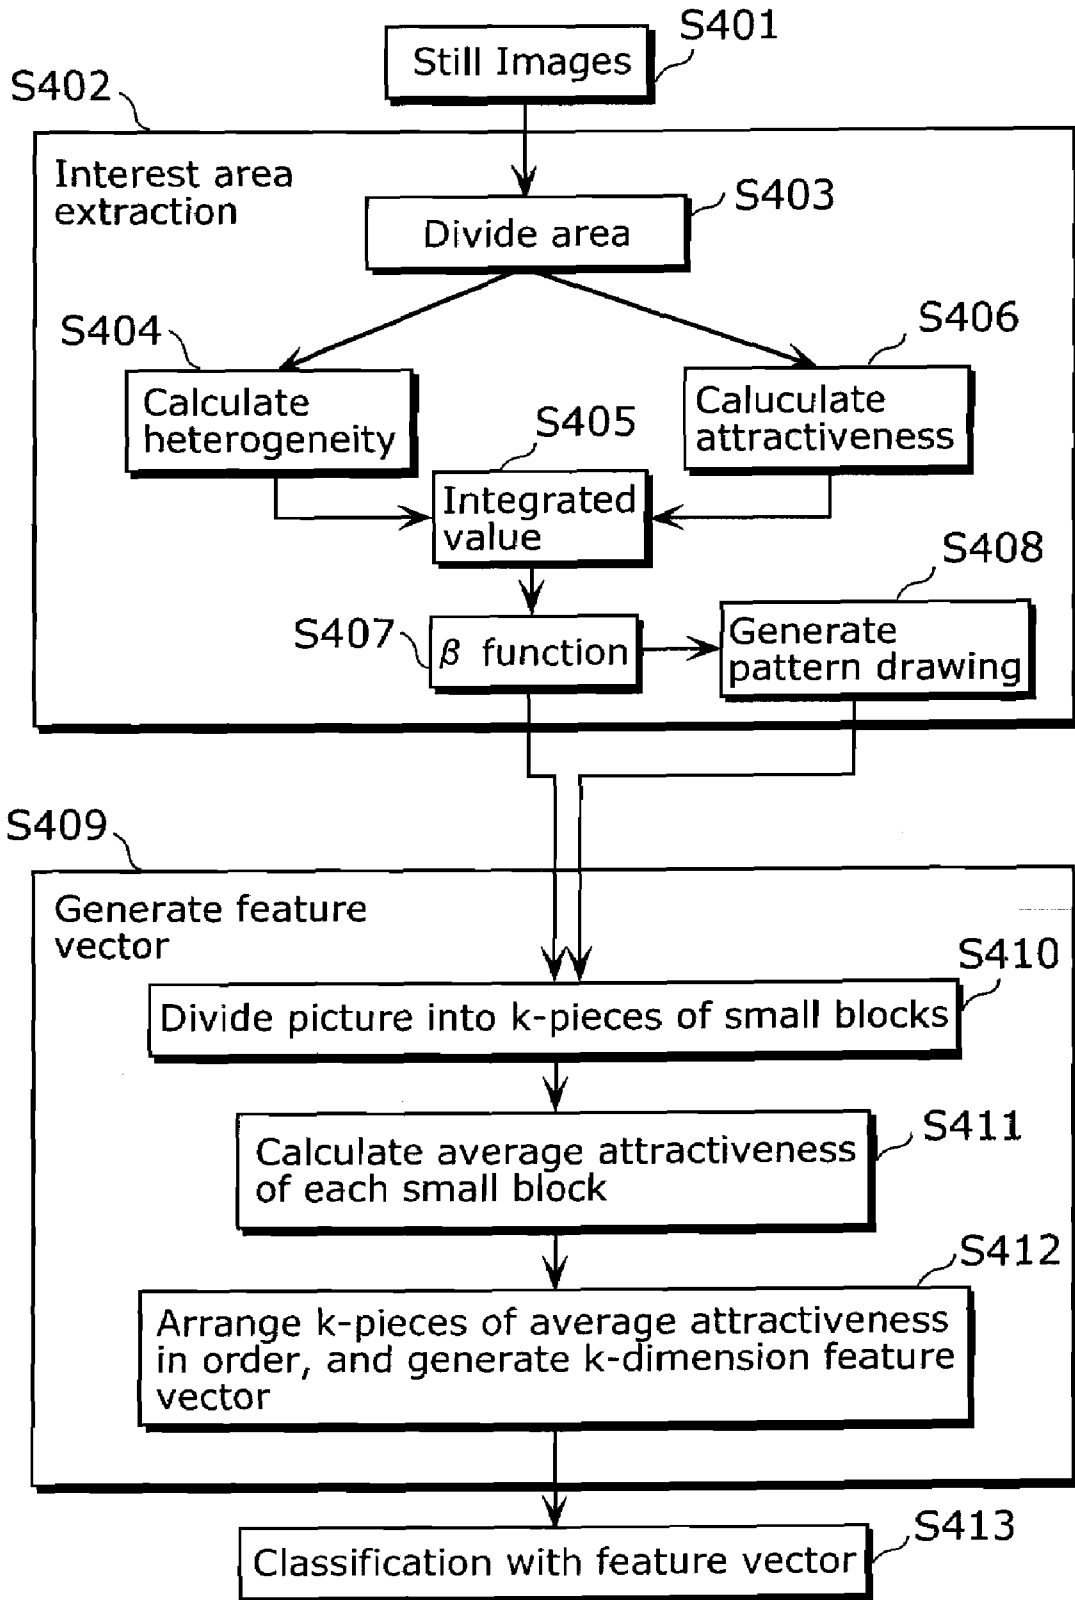 S401
Still Images
S402
Interest area
extraction
S403
Divide area
S404
S406
Calculate
heterogeneity
Caluculate
attractiveness
S405
Integrated
value
S408
S407
β function
Generate
pattern drawing
S409
Generate feature
vector
S410
Divide picture into k-pieces of small blocks
S411
Calculate average attractiveness
of each small block
S412
Arrange k-pieces of average attractiveness
in order, and generate k-dimension feature
vector
S413
Classification with feature vector